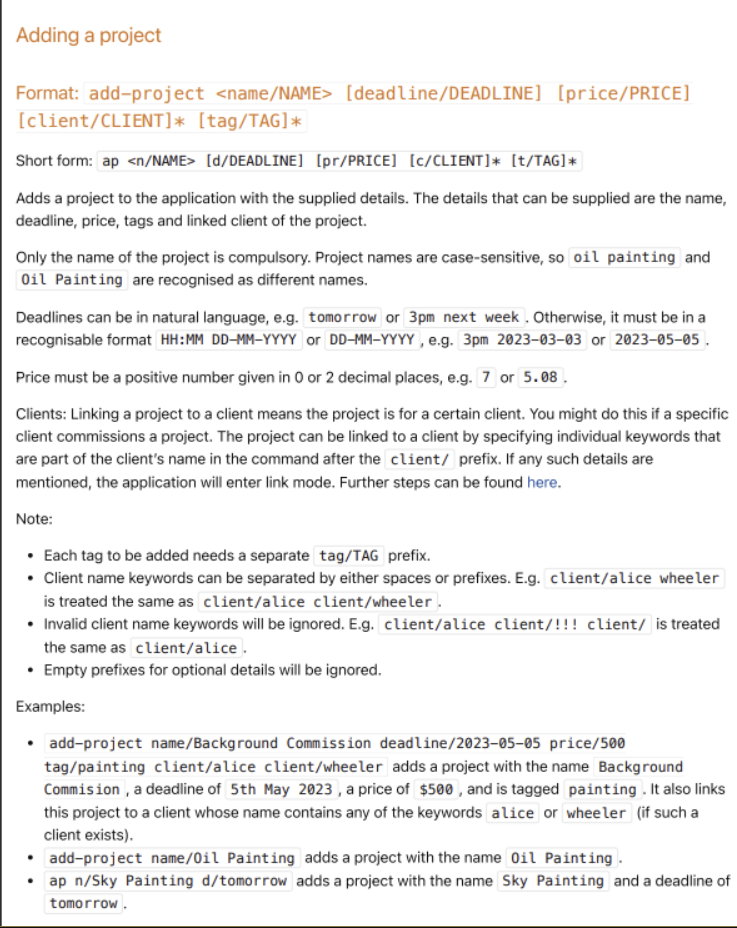 Adding a project
Format: add-project <name/NAME> [deadline/DEADLINE] [price/PRICE]
[client/CLIENT]* [tag/TAG]*
Short form: ap <n/NAME> [d/DEADLINE] [pr/PRICE] [c/CLIENT]* [t/TAG]*
Adds a project to the application with the supplied details. The details that can be supplied are the name,
deadline, price, tags and linked client of the project.
Only the name of the project is compulsory. Project names are case-sensitive, so oil painting and
Oil Painting are recognised as different names.
Deadlines can be in natural language, e.g. tomorrow or 3pm next week. Otherwise, it must be in a
recognisable format HH:MM DD-MM-YYYY or DD-MM-YYYY, e.g. 3pm 2023-03-03 or 2023-05-05.
Price must be a positive number given in 0 or 2 decimal places, e.g. 7 or 5.08.
Clients: Linking a project to a client means the project is for a certain client. You might do this if a specific
client commissions a project. The project can be linked to a client by specifying individual keywords that
are part of the client's name in the command after the client/ prefix. If any such details are
mentioned, the application will enter link mode. Further steps can be found here.
Note:
• Each tag to be added needs a separate tag/TAG prefix.
• Client name keywords can be separated by either spaces or prefixes. E.g. client/alice wheeler
is treated the same as client/alice client/wheeler.
• Invalid client name keywords will be ignored. E.g. client/alice client/!!! client/ is treated
the same as client/alice.
• Empty prefixes for optional details will be ignored.
Examples:
• add-project name/Background Commission deadline/2023-05-05 price/500
tag/painting client/alice client/wheeler adds a project with the name Background
Commision, a deadline of 5th May 2023, a price of $500, and is tagged painting. It also links
this project to a client whose name contains any of the keywords alice or wheeler (if such a
client exists).
• add-project name/Oil Painting adds a project with the name Oil Painting.
• ap n/Sky Painting d/tomorrow adds a project with the name Sky Painting and a deadline of
tomorrow.